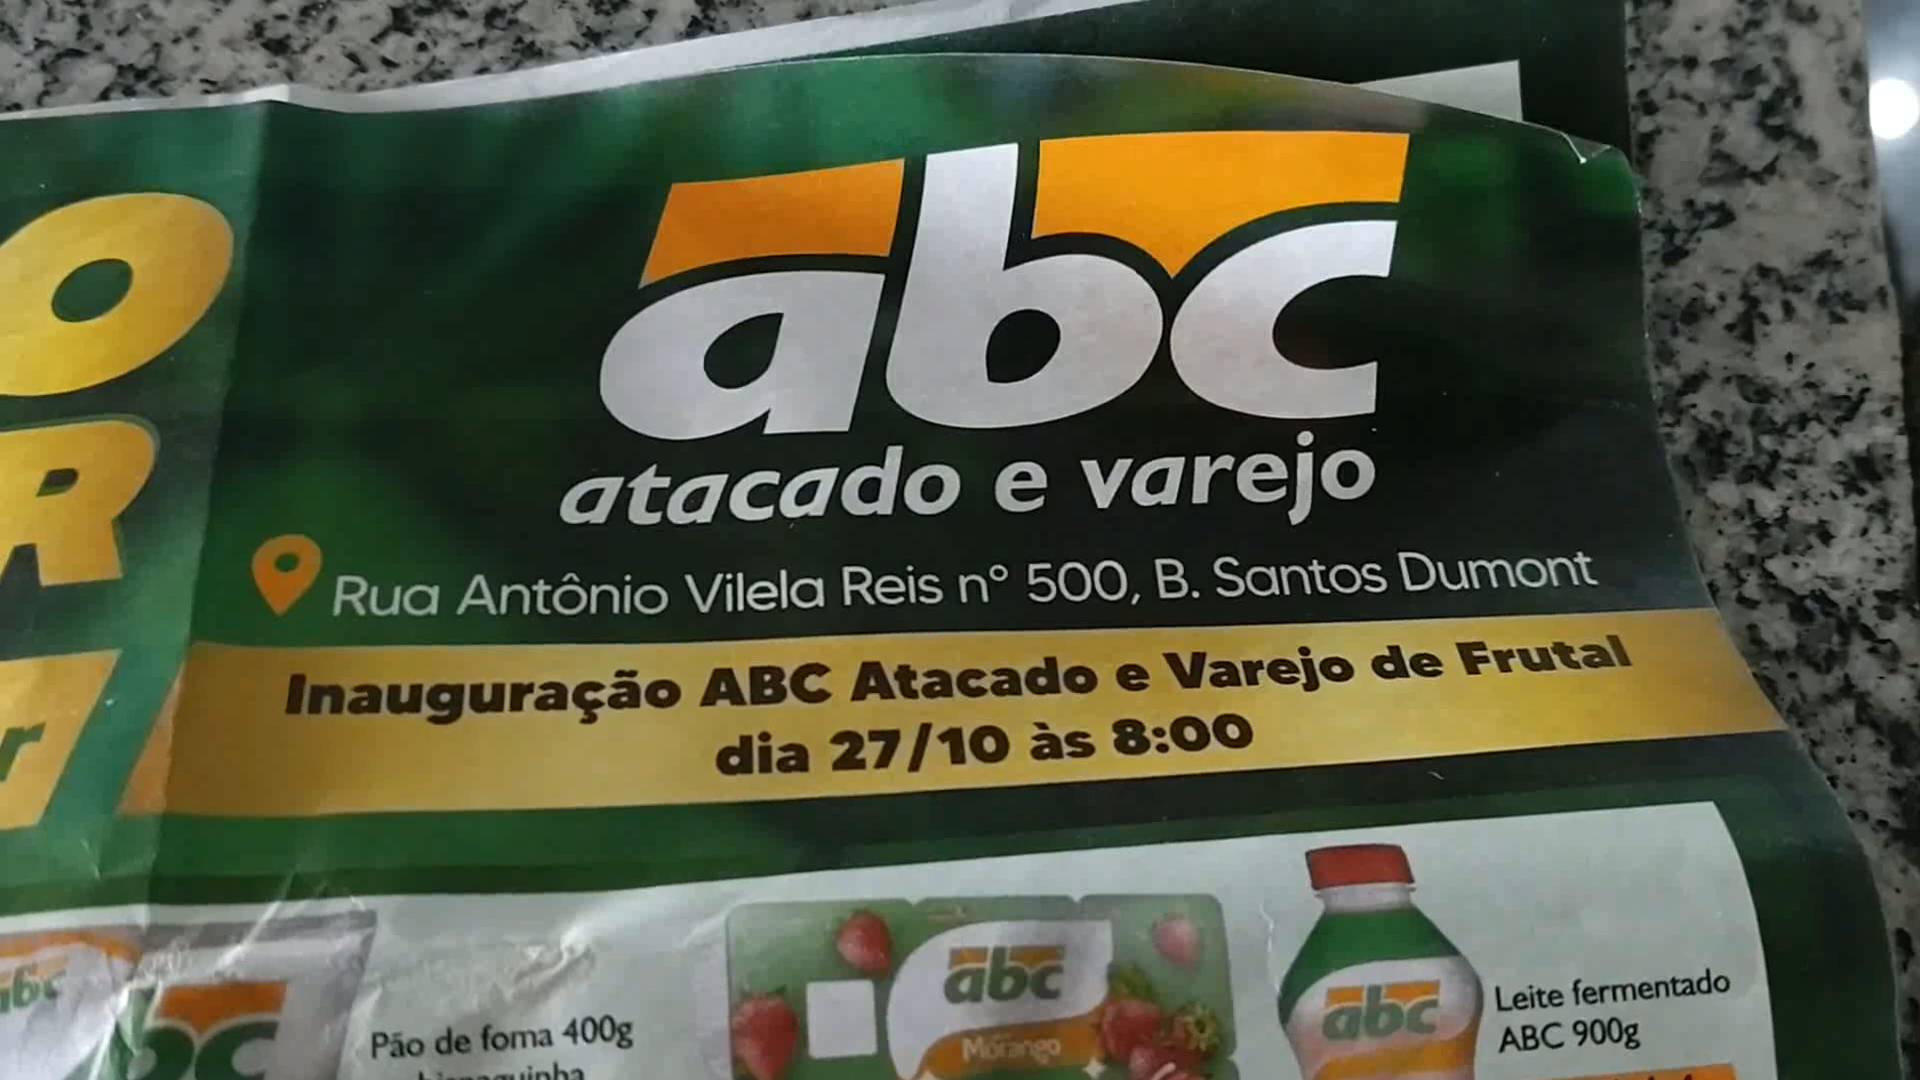 abc
atacado e varejo
Rua Antônio Vilela Reis nº 500, B. Santos Dumont
Inauguração ABC Atacado e Varejo de Frutal
dia 27/10 às 8:00
O
R
r
abc
abc
Pão de foma 400g
abc
Morango
abc
Leite fermentado
ABC 900g